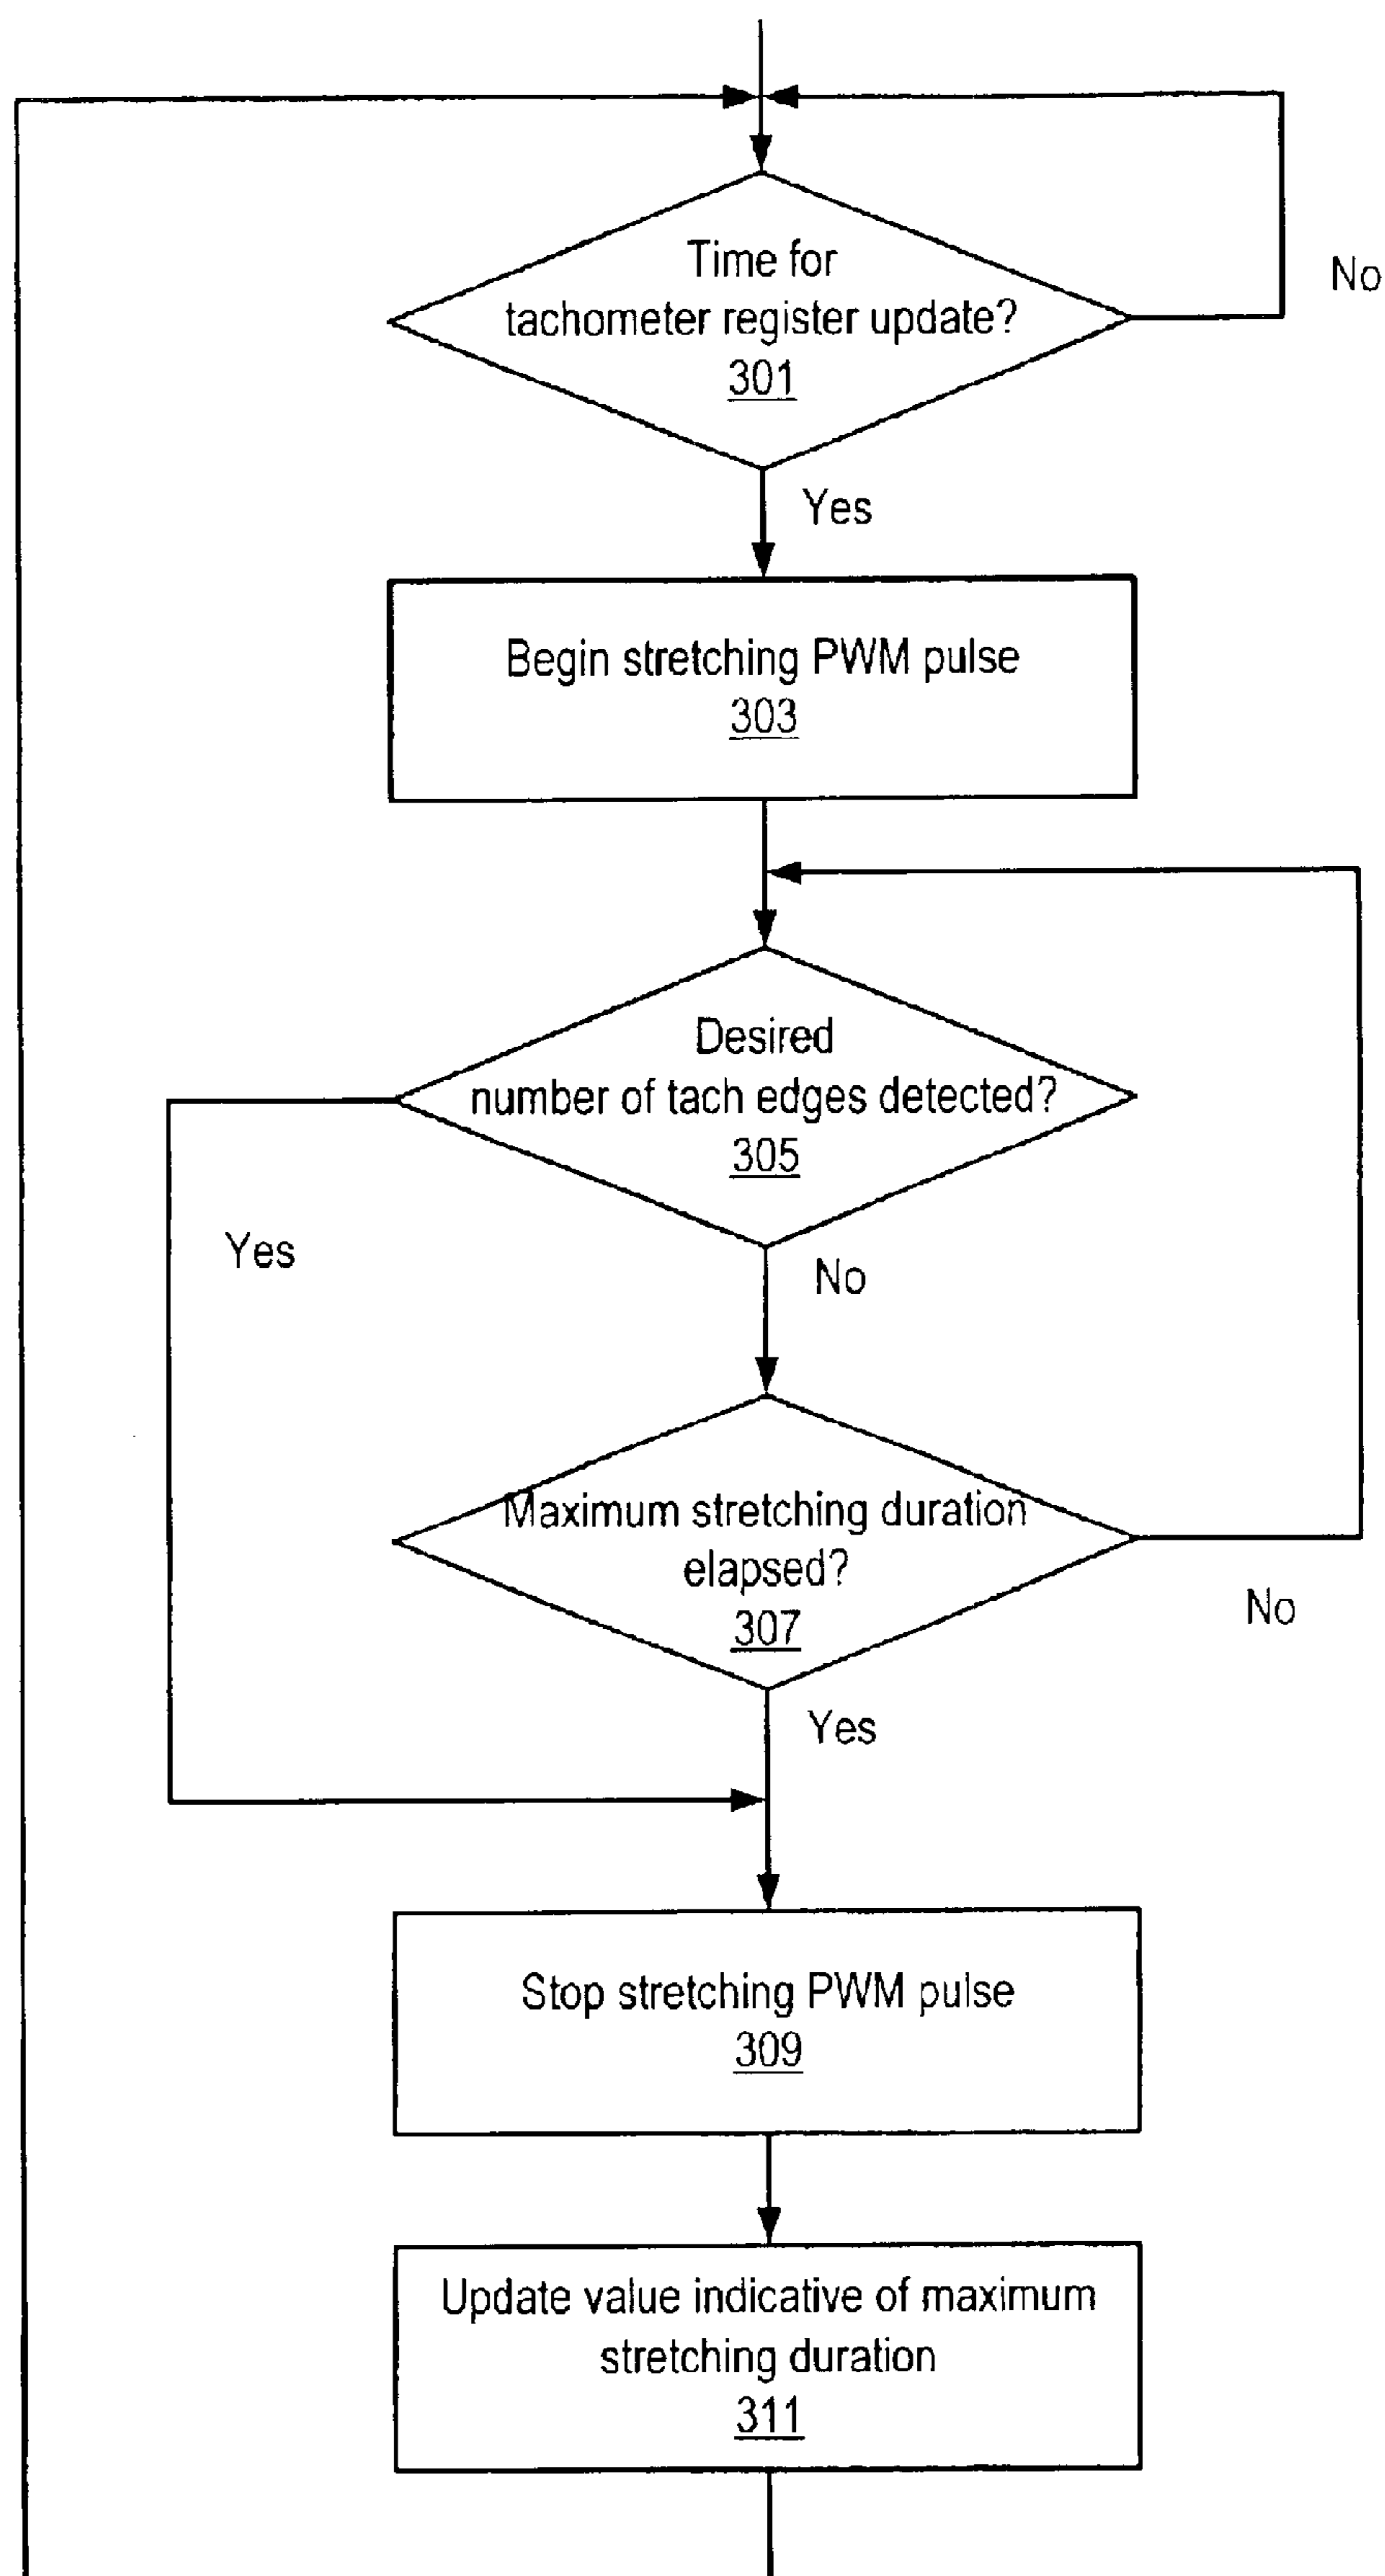 Time for
tachometer register update?
301
No
Yes
Begin stretching PWM pulse
303
Desired
number of tach edges detected?
305
Yes
No
Maximum stretching duration
elapsed?
307
No
Yes
Stop stretching PWM pulse
309
Update value indicative of maximum
stretching duration
311